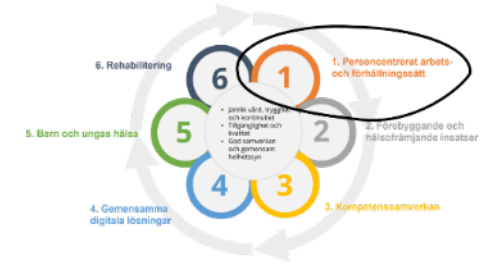 6. Rehabilitering
1. Personcentrerat arbets-
och förhållningssätt
6
1
• Jämlik vård, trygghet
och kontinuitet
• Tillgänglighet och
kvalitet
• God samverkan
och gemensam
helhetssyn
5. Barn och ungas hälsa
5
2
2. Förebyggande och
hälsofrämjande insatser
4
3
4. Gemensamma
digitala lösningar
3. Kompetenssamverkan